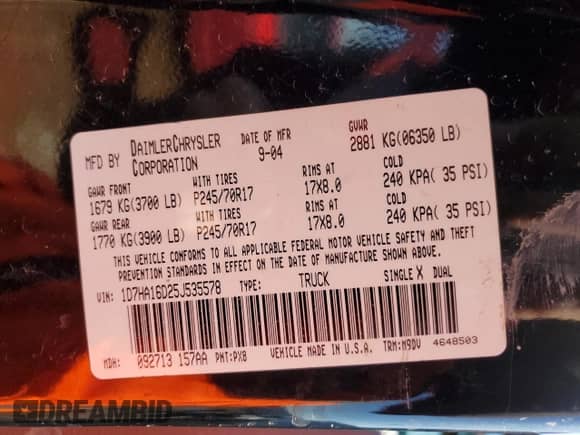 MFD BY DAIMLERCHRYSLER CORPORATION DATE OF MFR 9-04 GVWR 2881 KG(06350 LB)
GAWR FRONT WITH TIRES RIMS AT COLD
1679 KG(3700 LB) P245/70R17 17X8.0 240 KPA( 35 PSI)
GAWR REAR WITH TIRES RIMS AT COLD
1770 KG(3900 LB) P245/70R17 17X8.0 240 KPA( 35 PSI)
THIS VEHICLE CONFORMS TO ALL APPLICABLE FEDERAL MOTOR VEHICLE SAFETY AND THEFT
PREVENTION STANDARDS IN EFFECT ON THE DATE OF MANUFACTURE SHOWN ABOVE.
VIN: 1D7HA16D25J535578 TYPE: TRUCK SINGLE X DUAL
MDH: 092713 157AA PNT:PX8 VEHICLE MADE IN U.S.A. TRM:M9DV 4648503
DREAMBID